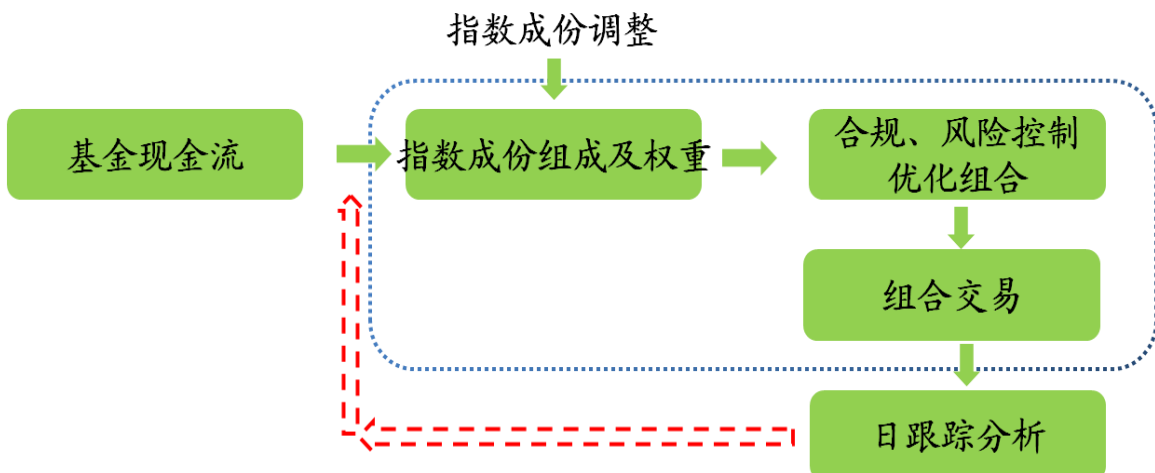 指数成份调整
基金现金流
指数成份组成及权重
合规、风险控制
优化组合
组合交易
日跟踪分析